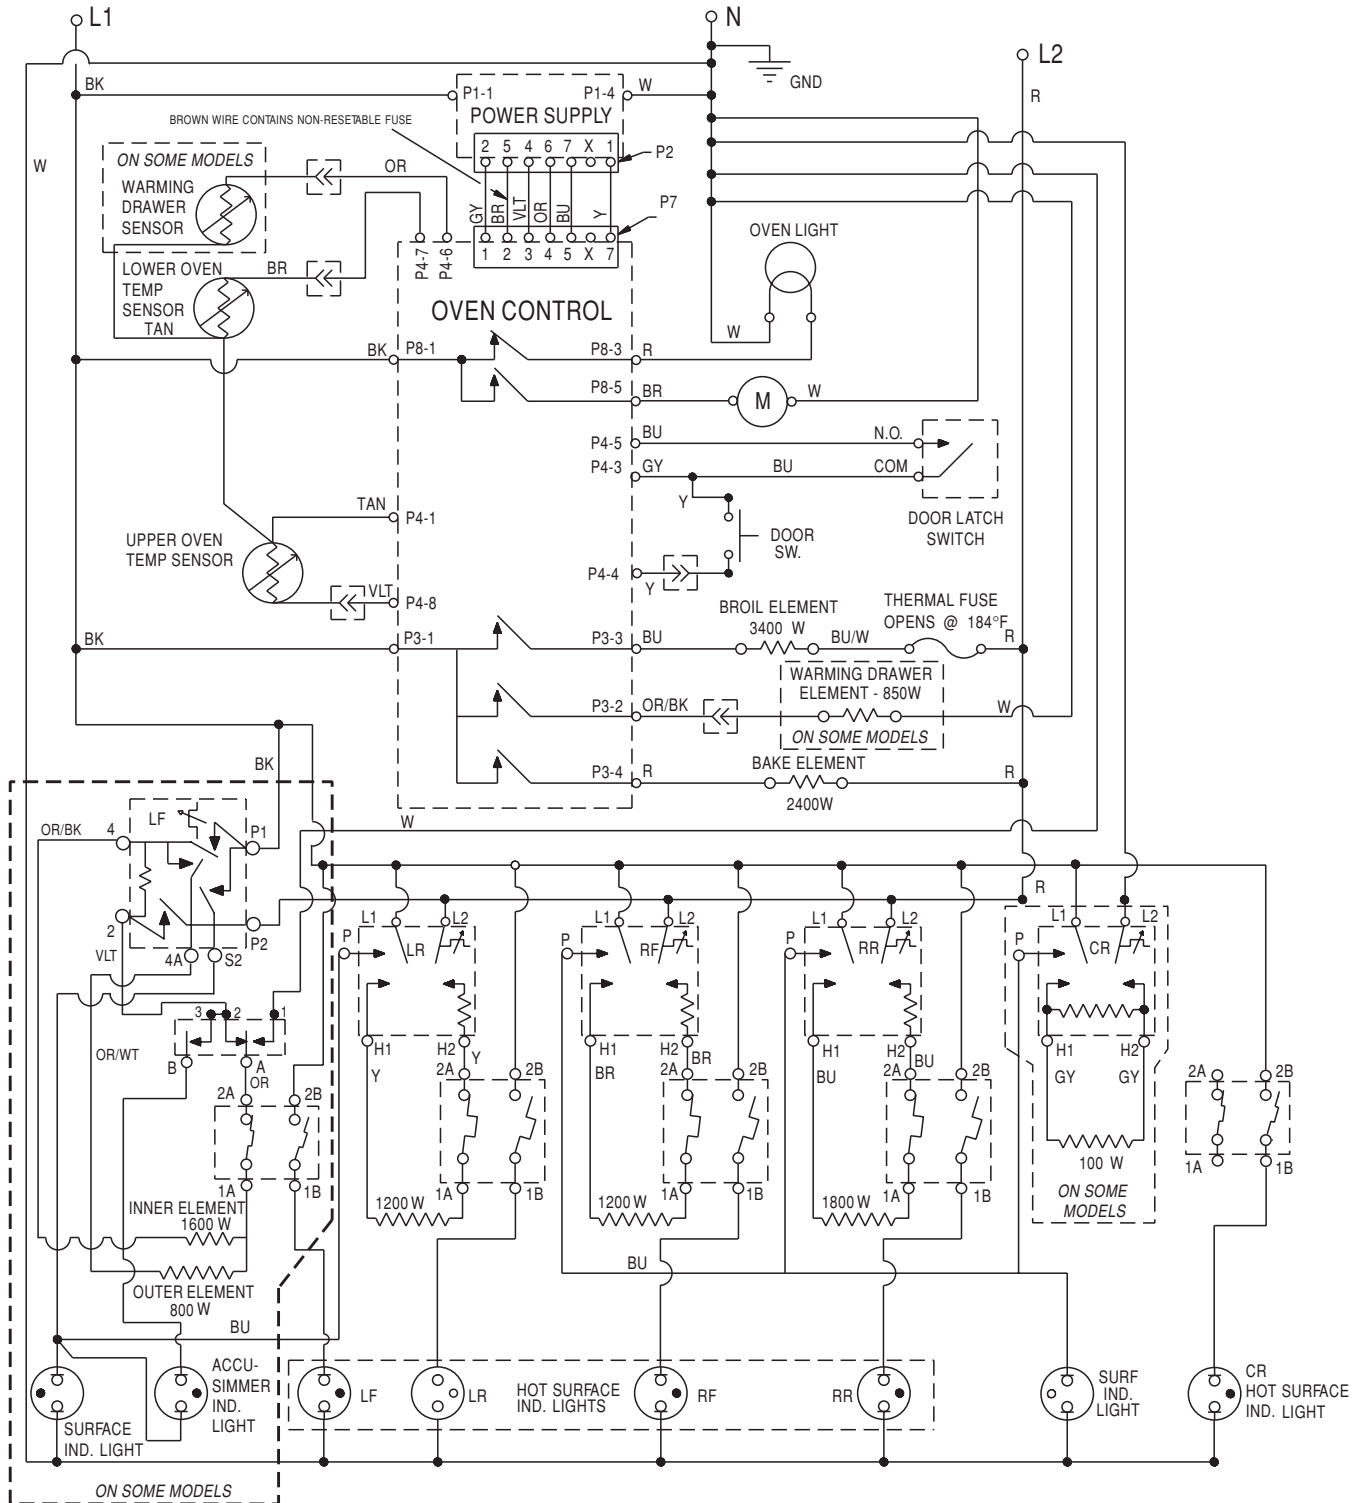 L1
N
L2
GND
R
BK
P1-1
P1-4
W
POWER SUPPLY
BROWN WIRE CONTAINS NON-RESETABLE FUSE
2 5 4 6 7 X 1
P2
W
ON SOME MODELS
WARMING
DRAWER
SENSOR
OR
GY
BR
VLT
OR
BU
Y
P7
1 2 3 4 5 X 7
P4-7
P4-6
OVEN LIGHT
LOWER OVEN
TEMP
SENSOR
TAN
BR
OVEN CONTROL
W
BK
P8-1
P8-3
R
P8-5
BR
M
W
P4-5
BU
N.O.
P4-3
GY
BU
COM
Y
DOOR LATCH
SWITCH
TAN
P4-1
DOOR
SW.
UPPER OVEN
TEMP SENSOR
P4-4
Y
VLT
P4-8
BROIL ELEMENT
3400 W
THERMAL FUSE
OPENS @ 184°F
BK
P3-1
P3-3
BU
BU/W
R
WARMING DRAWER
ELEMENT - 850W
P3-2
OR/BK
W
ON SOME MODELS
BAKE ELEMENT
BK
P3-4
R
R
2400W
W
OR/BK
4
LF
P1
R
2
P2
VLT
4A
S2
L1 L2
P
LR
L1 L2
P
RF
L1 L2
P
RR
L1 L2
P
CR
3 2 1
OR/WT
B
A
OR
H1 H2
Y
Y
H1 H2
BR
BR
H1 H2
BU
BU
H1 H2
GY GY
2A 2B
2A 2B
2A 2B
2A 2B
2A 2B
1A 1B
1A 1B
1A 1B
1A 1B
1A 1B
100 W
ON SOME
MODELS
INNER ELEMENT
1600 W
1200 W
1200 W
1800 W
OUTER ELEMENT
800 W
BU
BU
ACCU-
SIMMER
IND.
LIGHT
SURFACE
IND. LIGHT
LF
LR
HOT SURFACE
IND. LIGHTS
RF
RR
SURF
IND.
LIGHT
CR
HOT SURFACE
IND. LIGHT
ON SOME MODELS